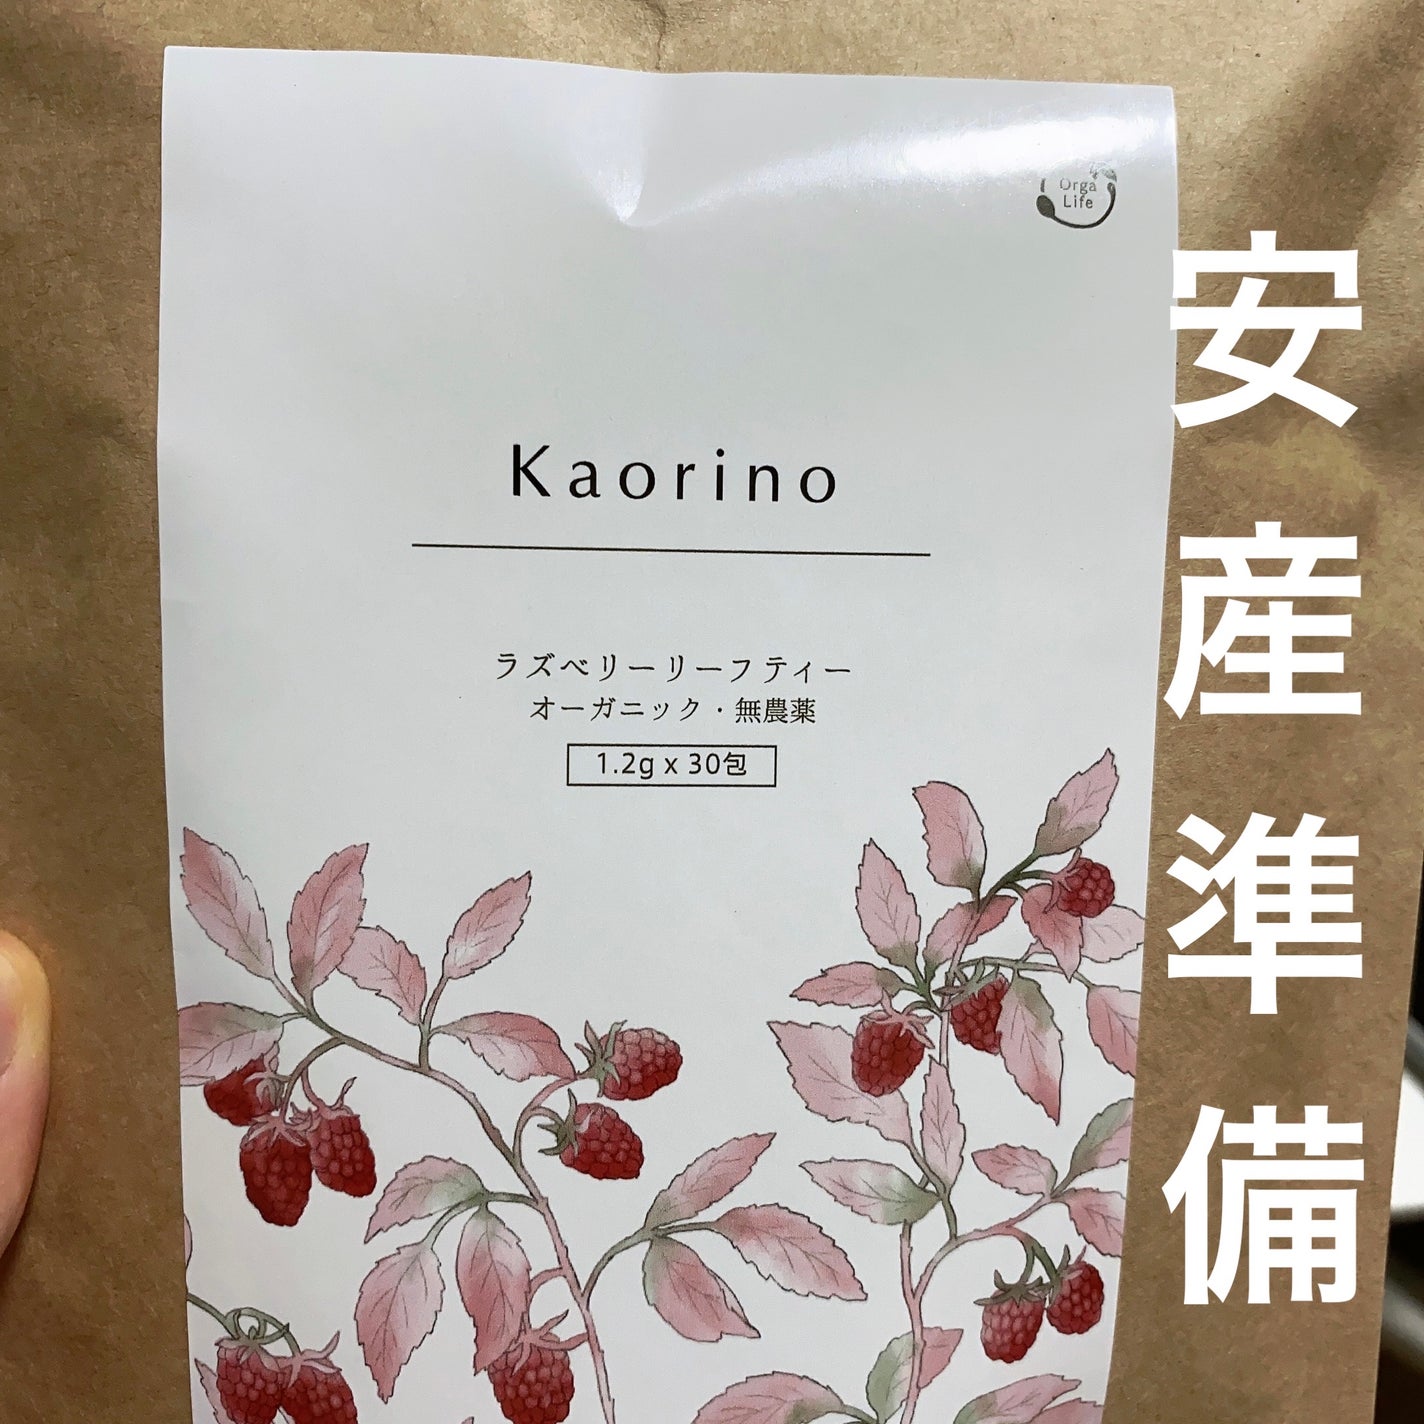 Orga
Life
Kaorino
ラズベリーリーフティー
オーガニック・無農薬
1.2g x 30包
安産準備